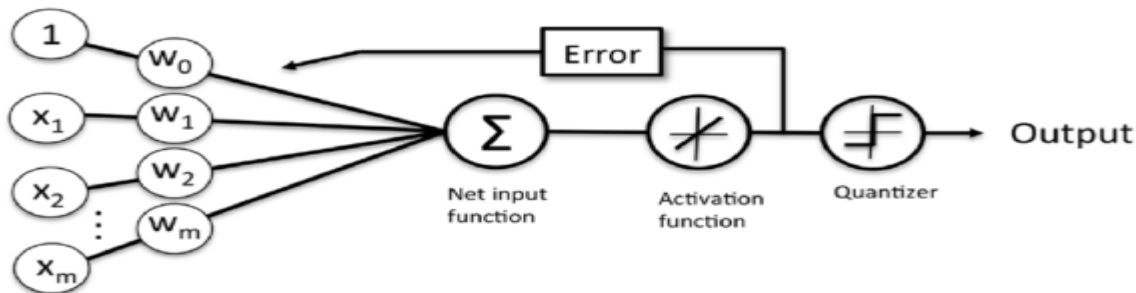 1
w₀
Error
x₁
w₁
Σ
Output
x₂
w₂
Net input
function
Activation
function
Quantizer
⋮
wₘ
xₘ